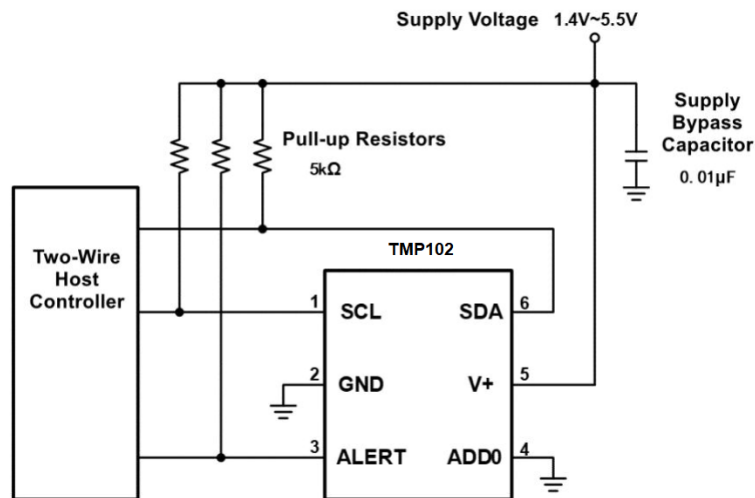 Supply Voltage 1.4V~5.5V
Supply
Bypass
Capacitor
0.01μF
Pull-up Resistors
5kΩ
Two-Wire
Host
Controller
TMP102
1 SCL SDA 6
2 GND V+ 5
3 ALERT ADD0 4